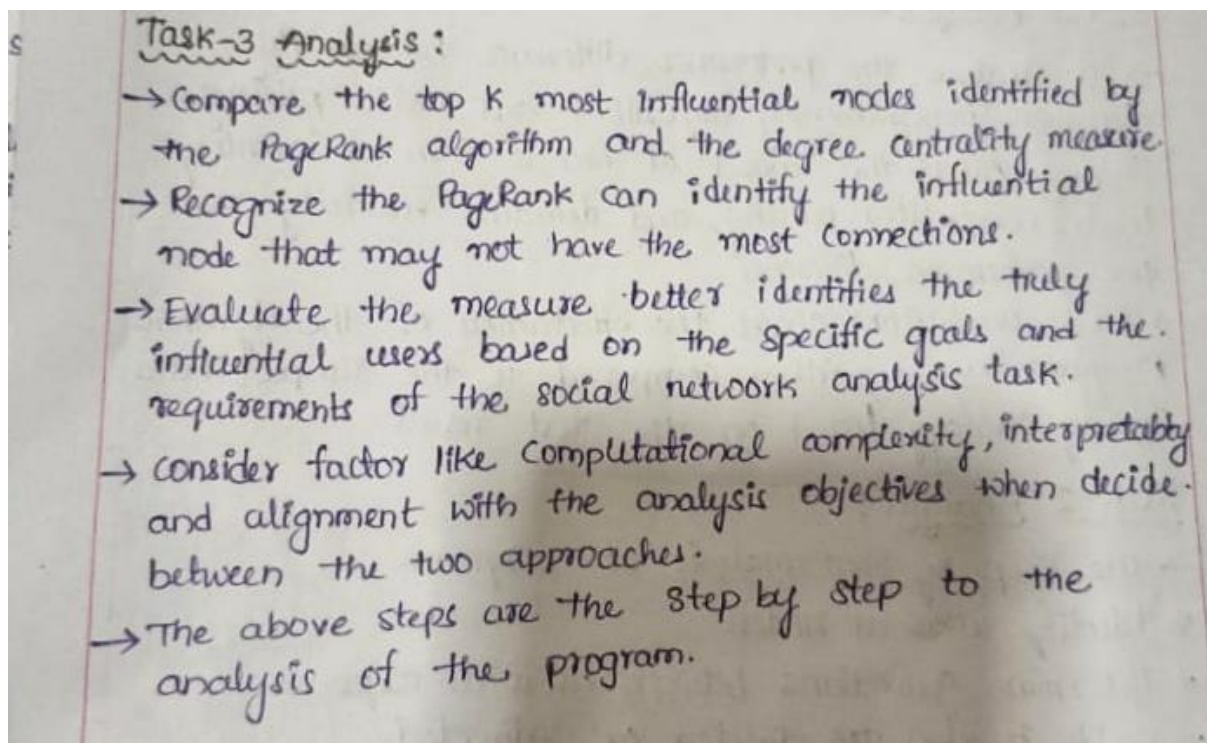 Task-3 Analysis :
→ Compare the top K most influential nodes identified by
the PageRank algorithm and the degree centrality measure.
→ Recognize the PageRank can identify the influential
node that may not have the most connections.
→ Evaluate the measure better identifies the truly
influential users based on the specific goals and the.
requirements of the social network analysis task.
→ consider factor like computational complexity, interpretably
and alignment with the analysis objectives when decide.
between the two approaches.
→ The above steps are the step by step to the
analysis of the program.